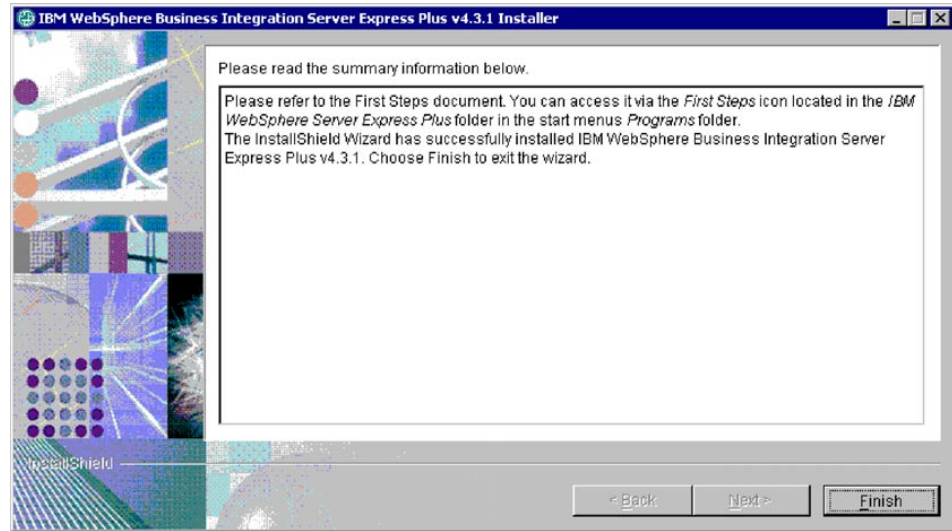 IBM WebSphere Business Integration Server Express Plus v4.3.1 Installer
Please read the summary information below.
Please refer to the First Steps document. You can access it via the First Steps icon located in the IBM
WebSphere Server Express Plus folder in the start menus Programs folder.
The InstallShield Wizard has successfully installed IBM WebSphere Business Integration Server
Express Plus v4.3.1. Choose Finish to exit the wizard.
InstallShield
< Back Next > Finish